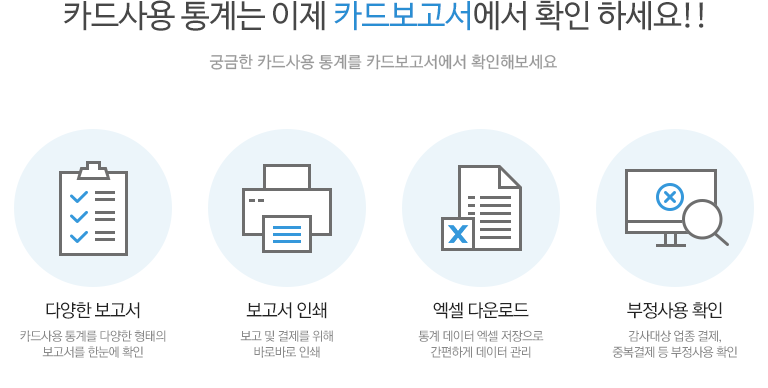 카드사용 통계는 이제 카드보고서에서 확인 하세요!!
궁금한 카드사용 통계를 카드보고서에서 확인해보세요
다양한 보고서
카드사용 통계를 다양한 형태의
보고서를 한눈에 확인
보고서 인쇄
보고 및 결제를 위해
바로바로 인쇄
엑셀 다운로드
통계 데이터 엑셀 저장으로
간편하게 데이터 관리
부정사용 확인
감사대상 업종 결제,
중복결제 등 부정사용 확인